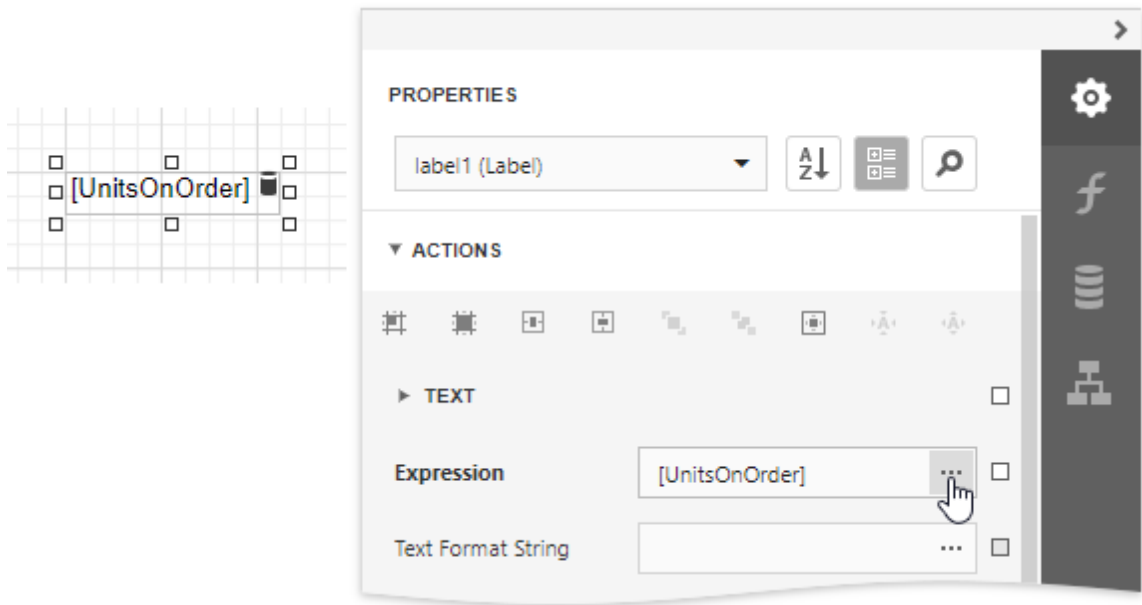 [UnitsOnOrder]
PROPERTIES
label1 (Label)
A
Z
ACTIONS
TEXT
Expression
[UnitsOnOrder]
...
Text Format String
...